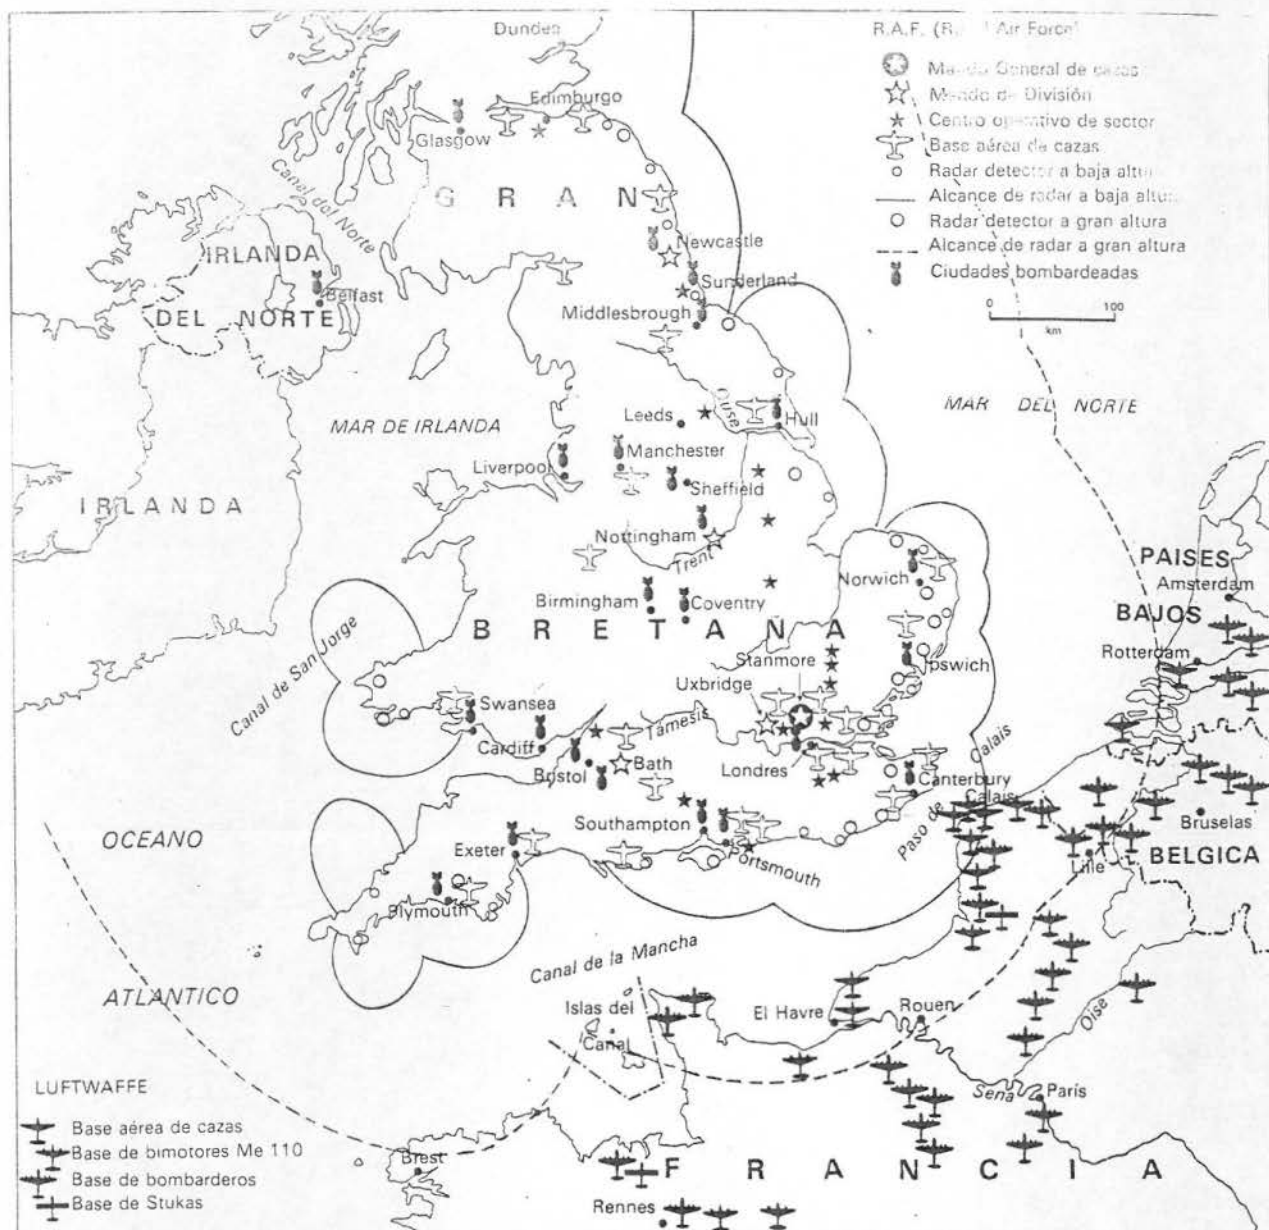 Dundee
R.A.F. (R Air Force)
Mando General de cazas
Mando de División
Centro operativo de sector
Base aérea de cazas
Radar detector a baja altura
Alcance de radar a baja altura
Radar detector a gran altura
Alcance de radar a gran altura
Ciudades bombardeadas
0 100
km
Edimburgo
Glasgow
Canal del Norte
GRAN
Newcastle
IRLANDA
Sunderland
Belfast
DEL NORTE
Middlesbrough
Leeds
Ouse
Hull
MAR DEL NORTE
MAR DE IRLANDA
Manchester
Liverpool
Sheffield
IRLANDA
Nottingham
Trent
Norwich
PAISES
Amsterdam
BAJOS
Birmingham
Coventry
BRETAÑA
Stanmore
Ipswich
Rotterdam
Canal de San Jorge
Uxbridge
Swansea
Támesis
Cardiff
Bristol
Bath
Londres
Canterbury
Paso de Calais
Calais
Southampton
Portsmouth
Bruselas
OCEANO
Exeter
Lille
BELGICA
Plymouth
ATLANTICO
Canal de la Mancha
Islas del
Canal
El Havre
Rouen
Oise
Sena
París
LUFTWAFFE
Base aérea de cazas
Base de bimotores Me 110
Base de bombarderos
Base de Stukas
Brest
FRANCIA
Rennes